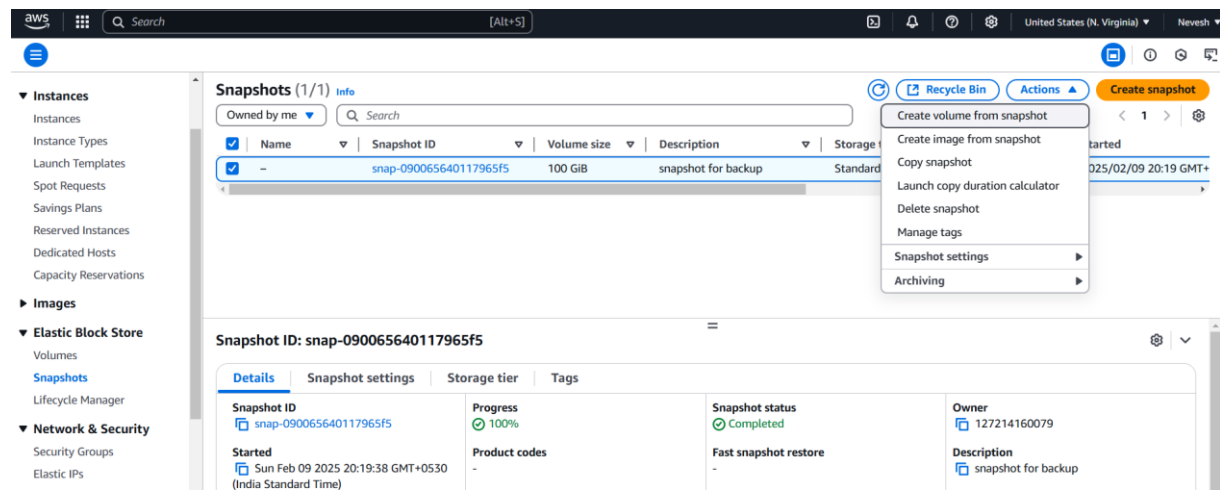 aws
Search [Alt+S] United States (N. Virginia) Nevesh
Instances
Instances
Instance Types
Launch Templates
Spot Requests
Savings Plans
Reserved Instances
Dedicated Hosts
Capacity Reservations
Images
Elastic Block Store
Volumes
Snapshots
Lifecycle Manager
Network & Security
Security Groups
Elastic IPs
Snapshots (1/1) Info Recycle Bin Actions Create snapshot
Owned by me Search 1
Name Snapshot ID Volume size Description Storage tarted
– snap-090065640117965f5 100 GiB snapshot for backup Standard 025/02/09 20:19 GMT+
Create volume from snapshot
Create image from snapshot
Copy snapshot
Launch copy duration calculator
Delete snapshot
Manage tags
Snapshot settings
Archiving
Snapshot ID: snap-090065640117965f5
Details Snapshot settings Storage tier Tags
Snapshot ID Progress Snapshot status Owner
snap-090065640117965f5 100% Completed 127214160079
Started Product codes Fast snapshot restore Description
Sun Feb 09 2025 20:19:38 GMT+0530 - - snapshot for backup
(India Standard Time)